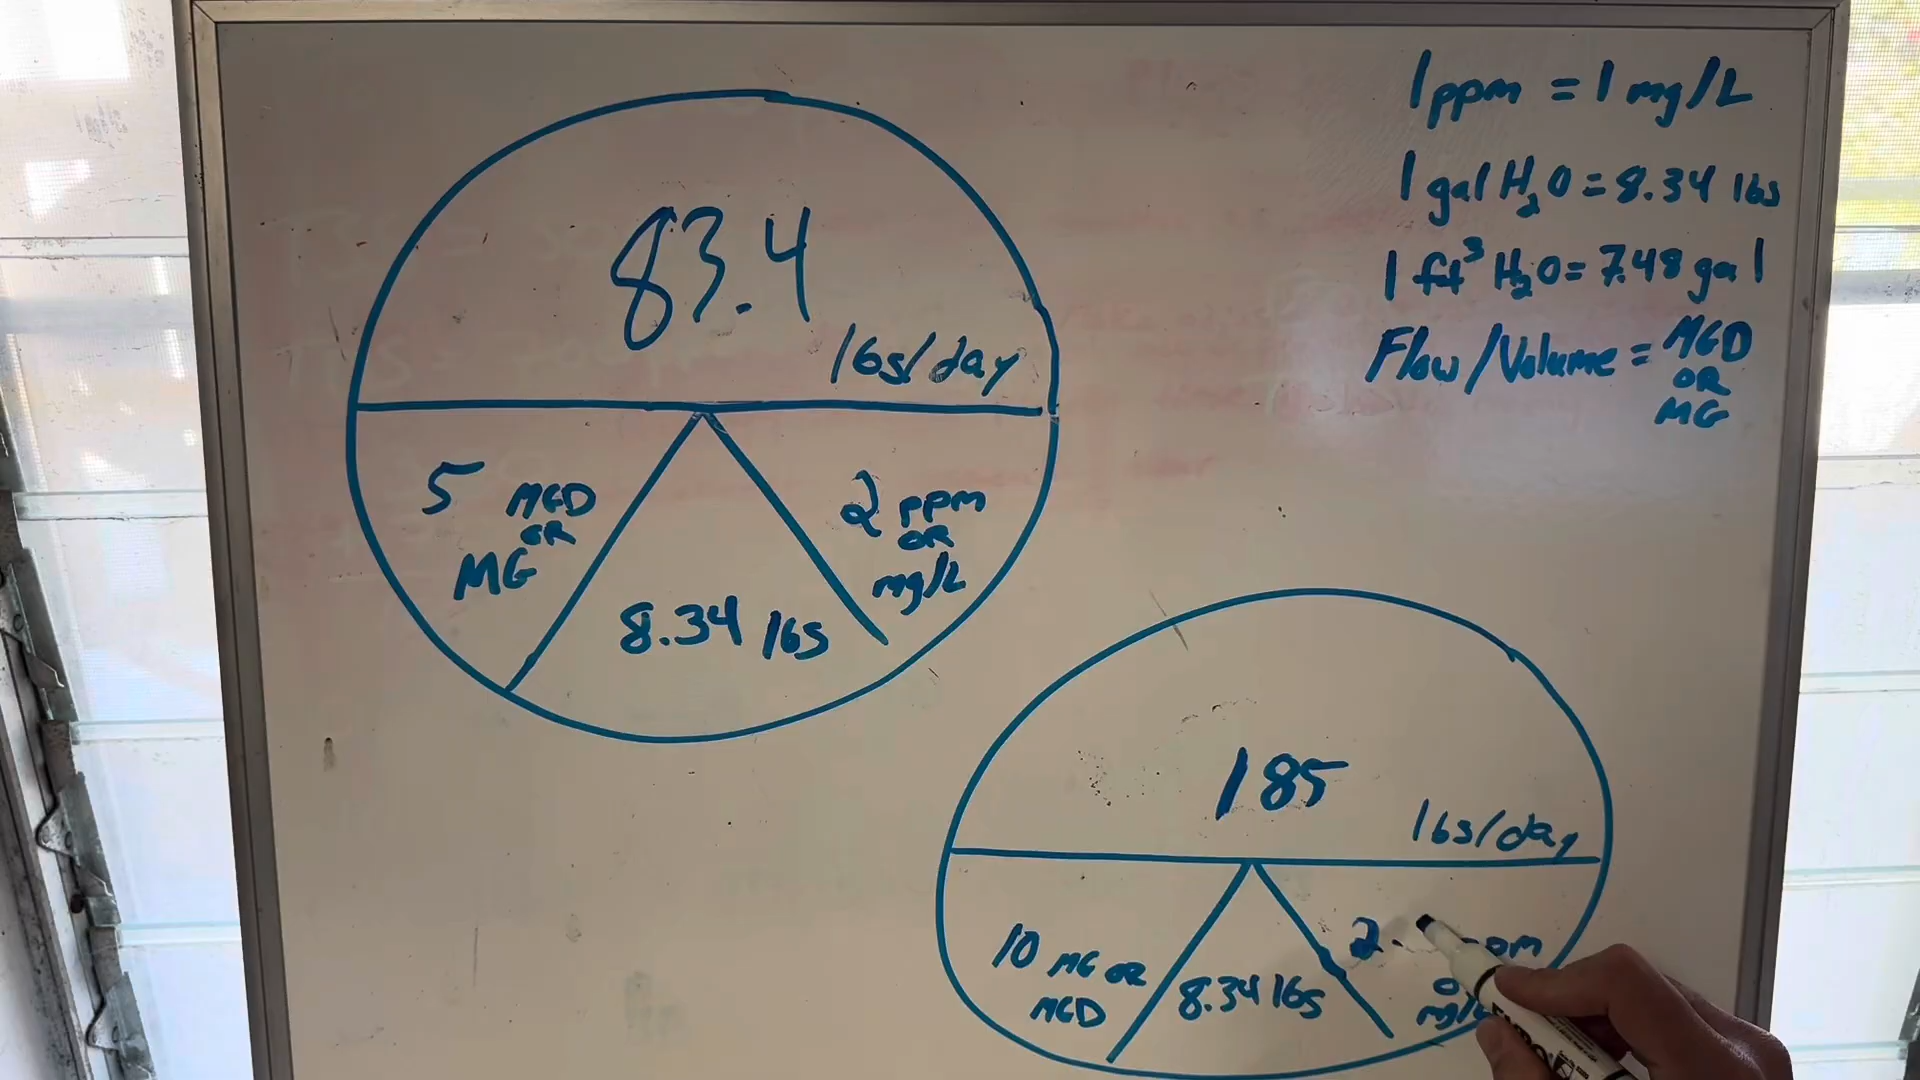 1 ppm = 1 mg/L
1 gal H₂O = 8.34 lbs
1 ft³ H₂O = 7.48 gal
Flow/Volume = MGD
OR
MG
83.4
lbs/day
5 MGD
OR
MG
8.34 lbs
2 ppm
OR
mg/L
185
lbs/day
10 MG OR
MGD
8.34 lbs
2.